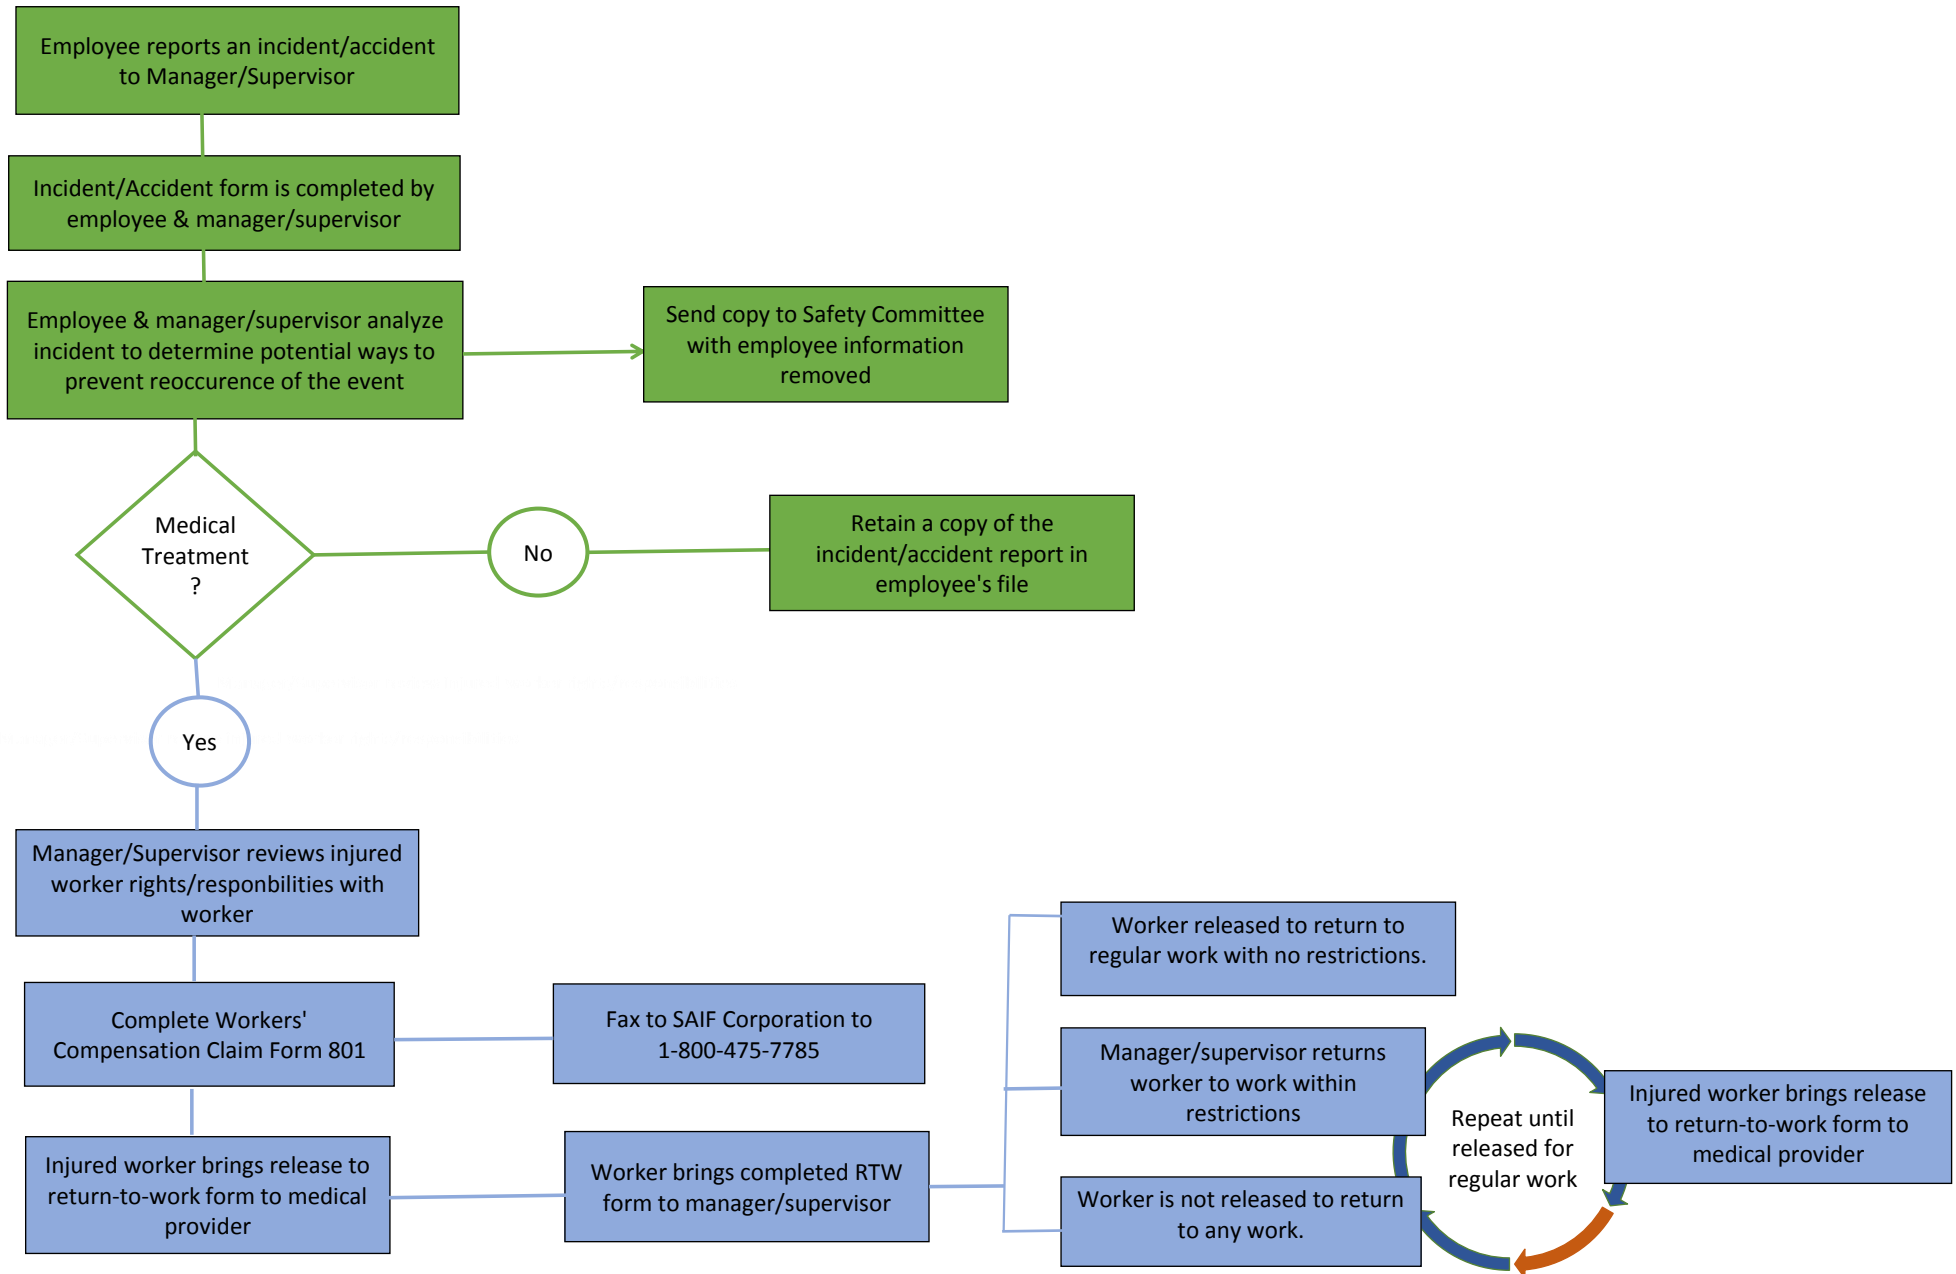 Employee reports an incident/accident
to Manager/Supervisor
Incident/Accident form is completed by
employee & manager/supervisor
Employee & manager/supervisor analyze
incident to determine potential ways to
prevent reoccurence of the event
Send copy to Safety Committee
with employee information
removed
Medical
Treatment
?
No
Retain a copy of the
incident/accident report in
employee's file
Yes
Manager/Supervisor reviews injured
worker rights/responbilities with
worker
Complete Workers'
Compensation Claim Form 801
Fax to SAIF Corporation to
1-800-475-7785
Injured worker brings release to
return-to-work form to medical
provider
Worker brings completed RTW
form to manager/supervisor
Worker released to return to
regular work with no restrictions.
Manager/supervisor returns
worker to work within
restrictions
Worker is not released to return
to any work.
Repeat until
released for
regular work
Injured worker brings release
to return-to-work form to
medical provider